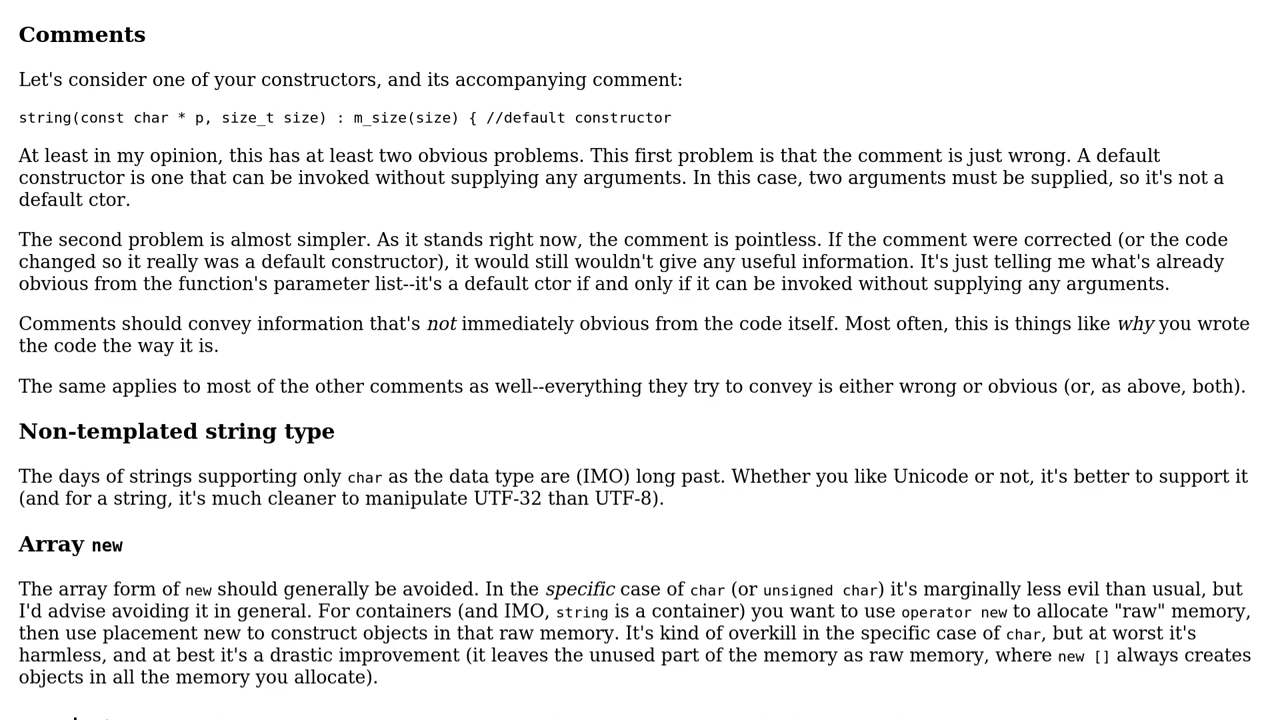 Comments
Let's consider one of your constructors, and its accompanying comment:
string(const char * p, size_t size) : m_size(size) { //default constructor
At least in my opinion, this has at least two obvious problems. This first problem is that the comment is just wrong. A default
constructor is one that can be invoked without supplying any arguments. In this case, two arguments must be supplied, so it's not a
default ctor.
The second problem is almost simpler. As it stands right now, the comment is pointless. If the comment were corrected (or the code
changed so it really was a default constructor), it would still wouldn't give any useful information. It's just telling me what's already
obvious from the function's parameter list--it's a default ctor if and only if it can be invoked without supplying any arguments.
Comments should convey information that's not immediately obvious from the code itself. Most often, this is things like why you wrote
the code the way it is.
The same applies to most of the other comments as well--everything they try to convey is either wrong or obvious (or, as above, both).
Non-templated string type
The days of strings supporting only char as the data type are (IMO) long past. Whether you like Unicode or not, it's better to support it
(and for a string, it's much cleaner to manipulate UTF-32 than UTF-8).
Array new
The array form of new should generally be avoided. In the specific case of char (or unsigned char) it's marginally less evil than usual, but
I'd advise avoiding it in general. For containers (and IMO, string is a container) you want to use operator new to allocate "raw" memory,
then use placement new to construct objects in that raw memory. It's kind of overkill in the specific case of char, but at worst it's
harmless, and at best it's a drastic improvement (it leaves the unused part of the memory as raw memory, where new [] always creates
objects in all the memory you allocate).